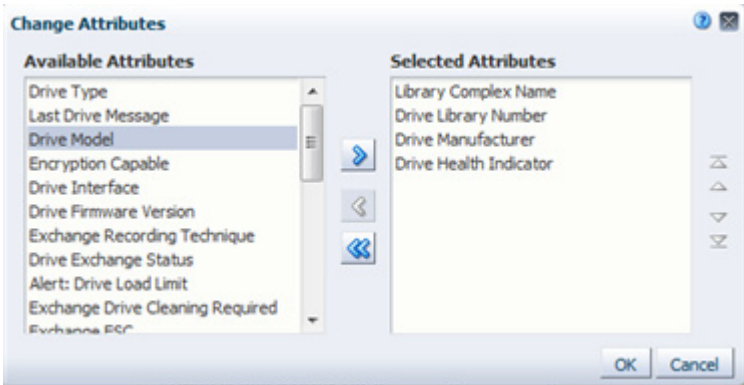 Change Attributes
Available Attributes
Drive Type
Last Drive Message
Drive Model
Encryption Capable
Drive Interface
Drive Firmware Version
Exchange Recording Technique
Drive Exchange Status
Alert: Drive Load Limit
Exchange Drive Cleaning Required
Exchange FSC
Selected Attributes
Library Complex Name
Drive Library Number
Drive Manufacturer
Drive Health Indicator
OK
Cancel